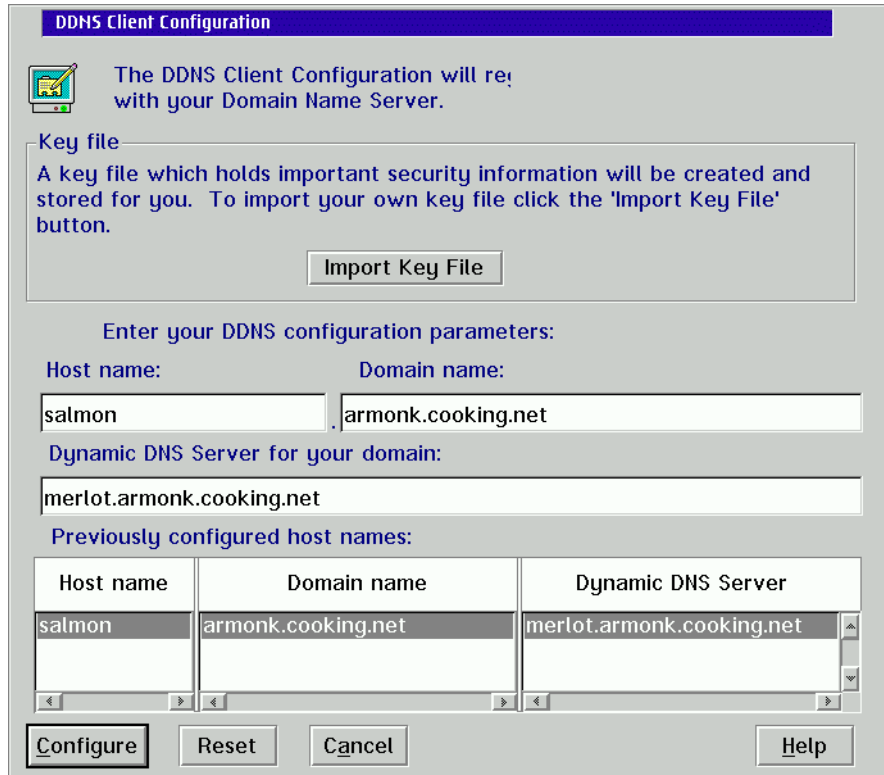 DDNS Client Configuration
The DDNS Client Configuration will
with your Domain Name Server.
Key file
A key file which holds important security information will be created and
stored for you. To import your own key file click the 'Import Key File'
button.
Import Key File
Enter your DDNS configuration parameters:
Host name: Domain name:
salmon . armonk.cooking.net
Dynamic DNS Server for your domain:
merlot.armonk.cooking.net
Previously configured host names:
Host name Domain name Dynamic DNS Server
salmon armonk.cooking.net merlot.armonk.cooking.net
Configure Reset Cancel Help